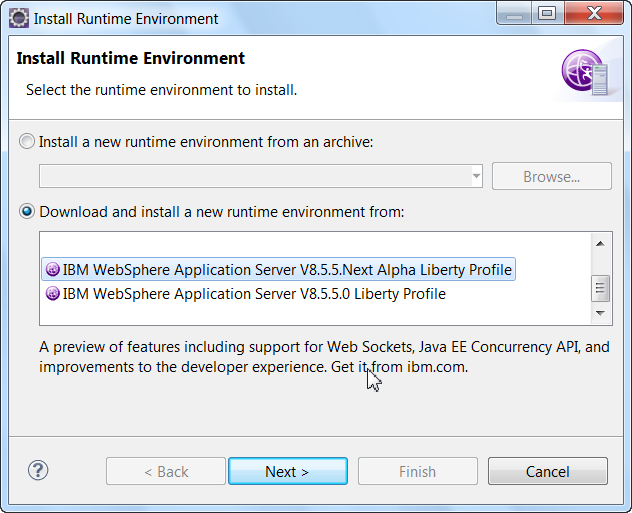 Install Runtime Environment
Install Runtime Environment
Select the runtime environment to install.
Install a new runtime environment from an archive:
Browse...
Download and install a new runtime environment from:
IBM WebSphere Application Server V8.5.5.Next Alpha Liberty Profile
IBM WebSphere Application Server V8.5.5.0 Liberty Profile
A preview of features including support for Web Sockets, Java EE Concurrency API, and
improvements to the developer experience. Get it from ibm.com.
?
< Back
Next >
Finish
Cancel